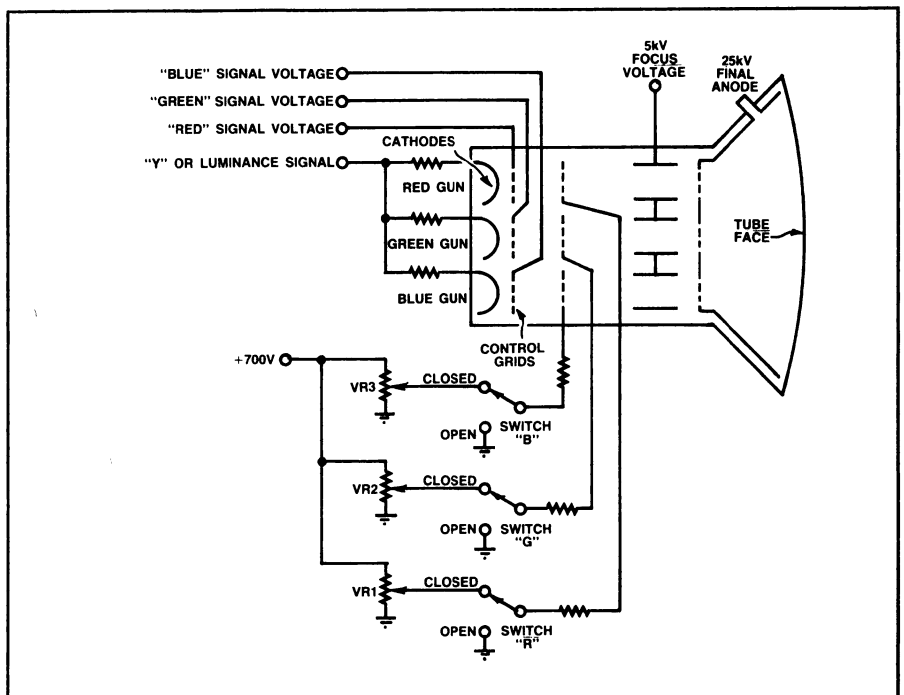 "BLUE" SIGNAL VOLTAGE
"GREEN" SIGNAL VOLTAGE
"RED" SIGNAL VOLTAGE
"Y" OR LUMINANCE SIGNAL
CATHODES
RED GUN
GREEN GUN
BLUE GUN
5kV
FOCUS
VOLTAGE
25kV
FINAL
ANODE
TUBE
FACE
CONTROL
GRIDS
+700V
VR3
CLOSED
OPEN
SWITCH
"B"
VR2
CLOSED
OPEN
SWITCH
"G"
VR1
CLOSED
OPEN
SWITCH
"R"